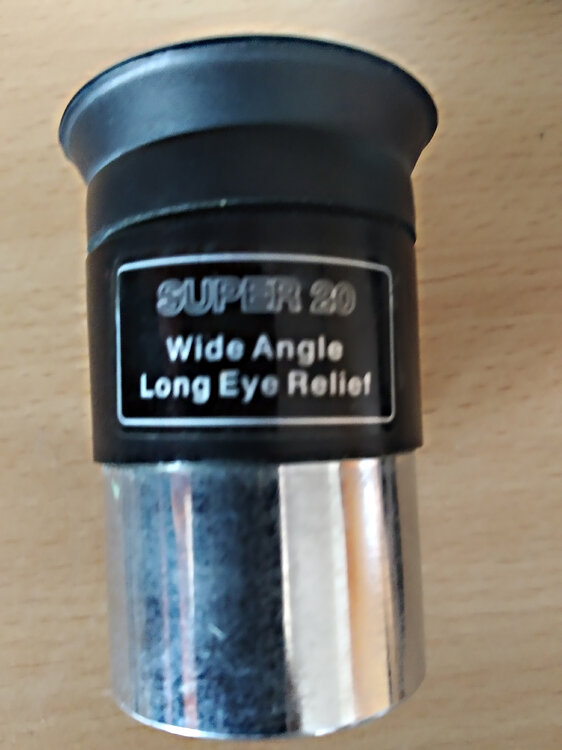 SUPER 20
Wide Angle
Long Eye Relief